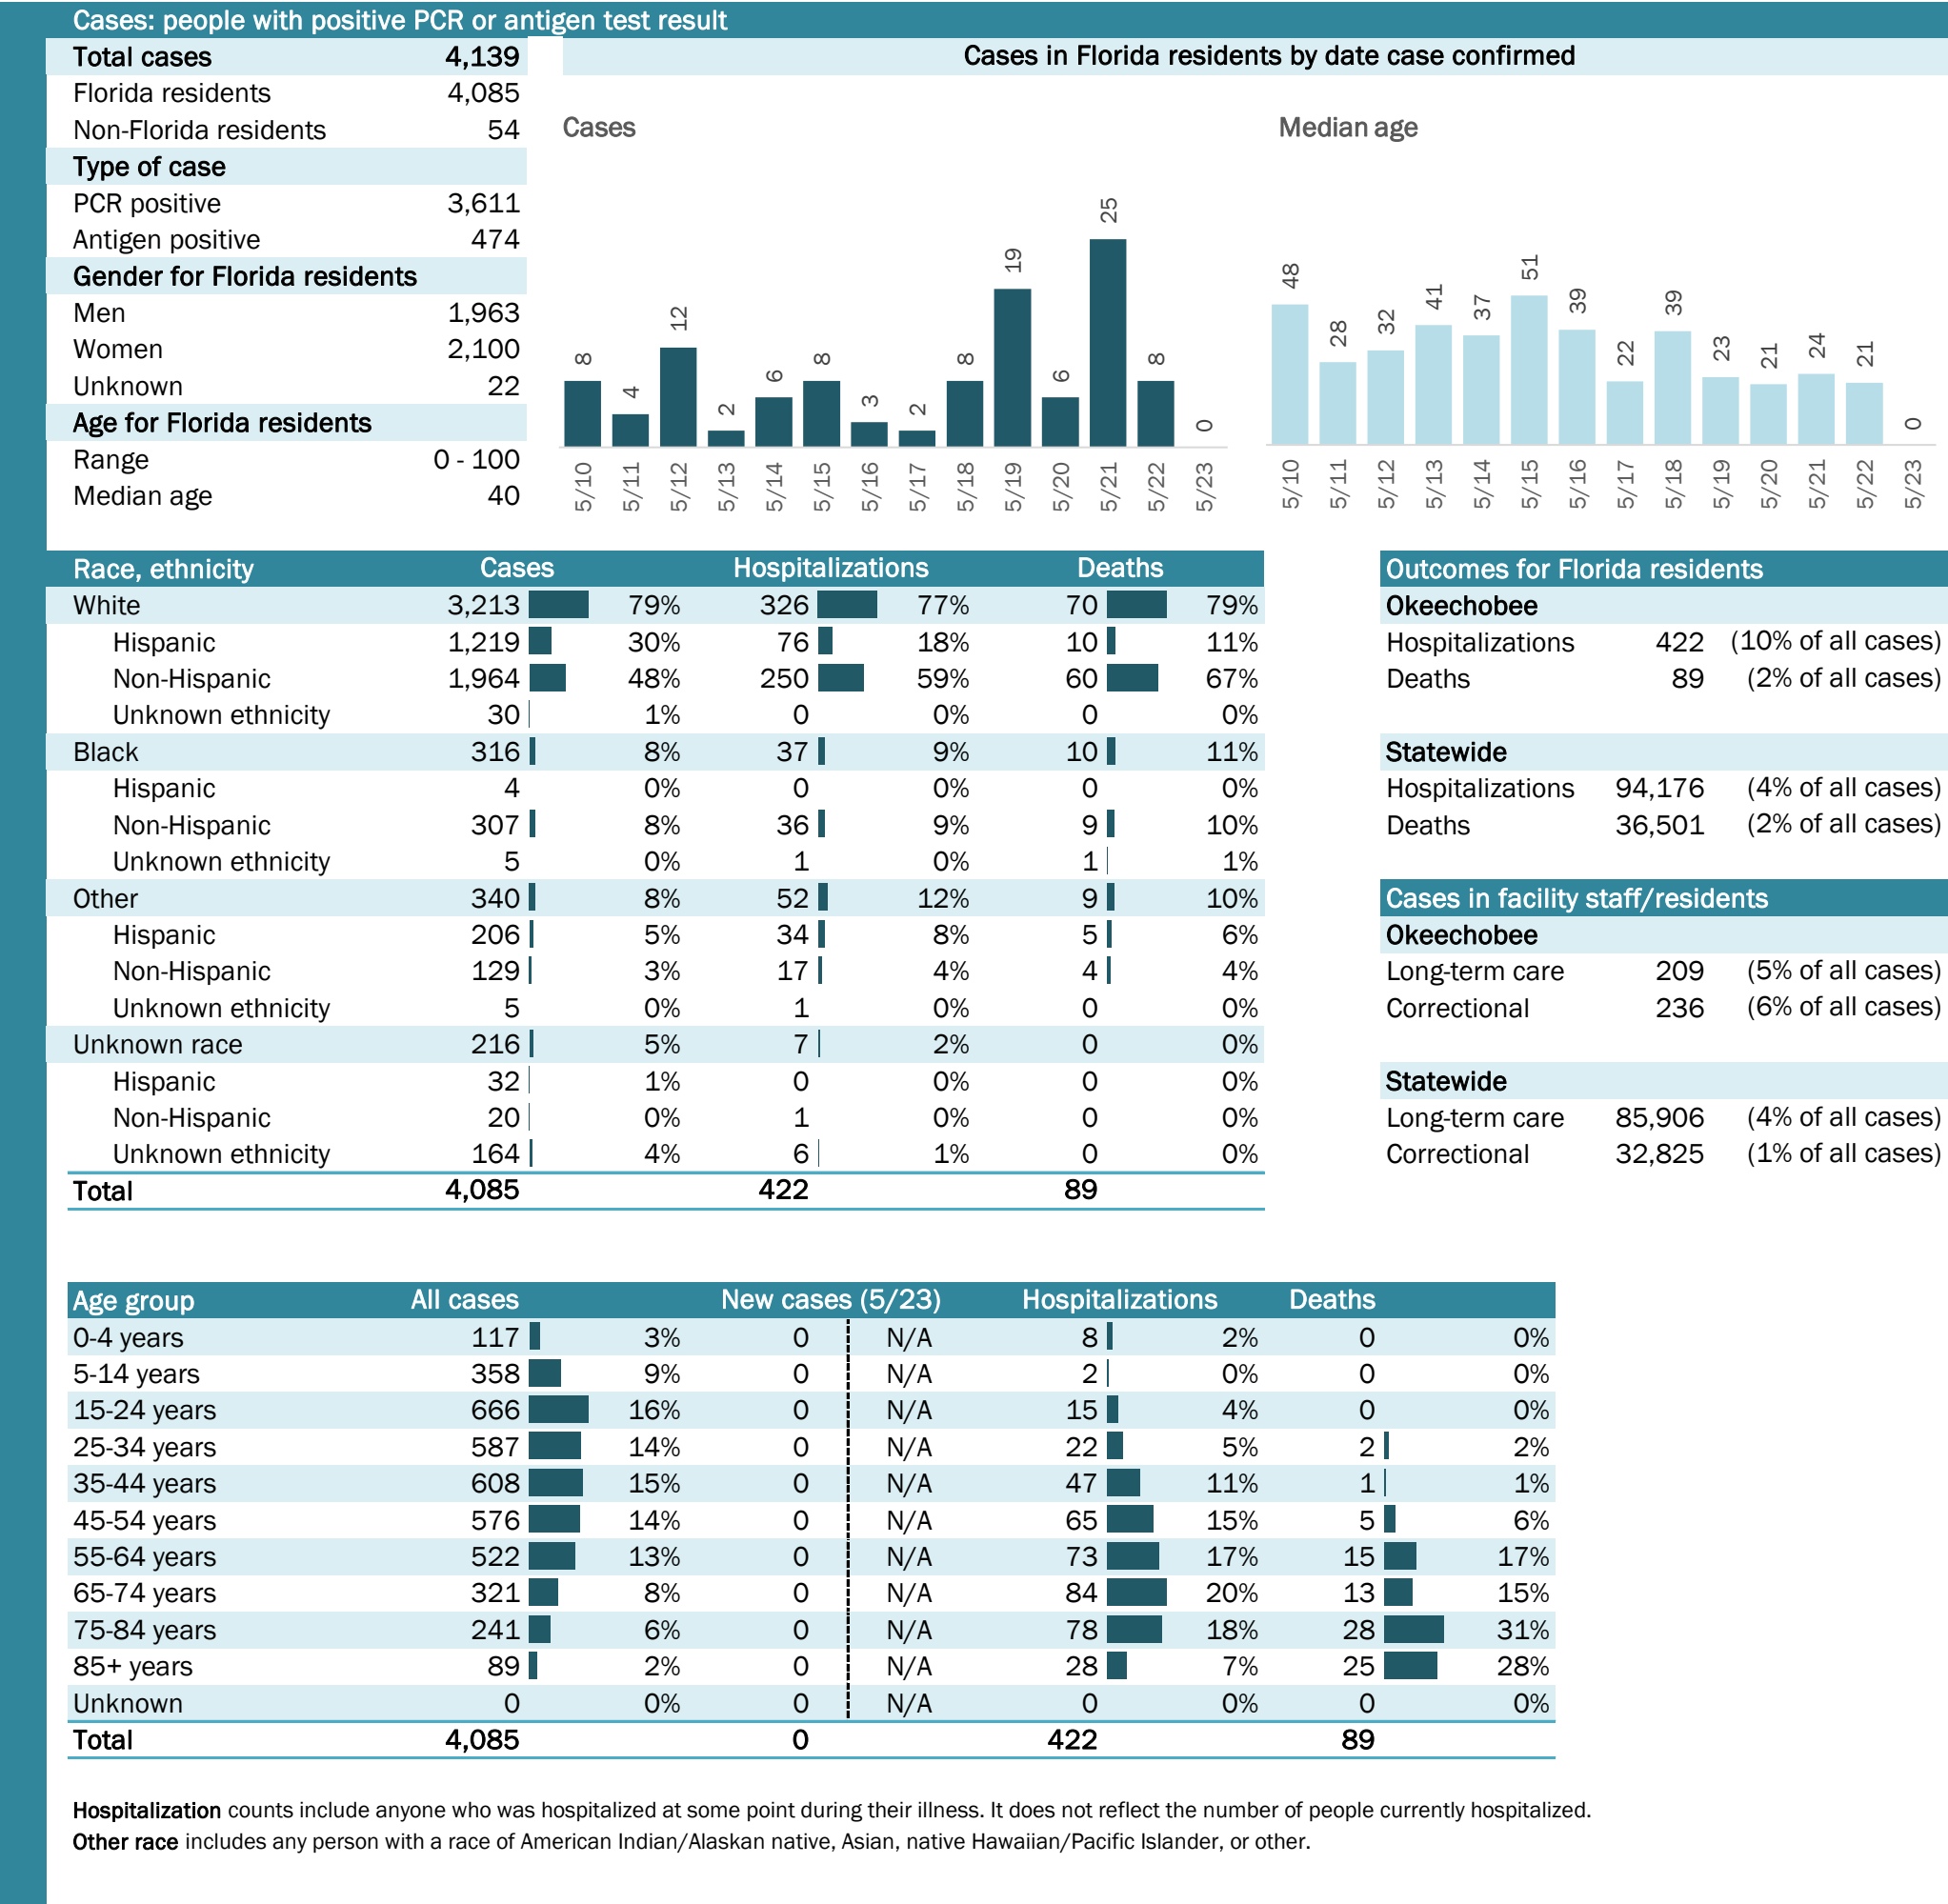 Cases: people with positive PCR or antigen test result
Total cases 4,139
Florida residents 4,085
Non-Florida residents 54
Type of case
PCR positive 3,611
Antigen positive 474
Gender for Florida residents
Men 1,963
Women 2,100
Unknown 22
Age for Florida residents
Range 0 - 100
Median age 40
Cases in Florida residents by date case confirmed
Cases
8 4 12 2 6 8 3 2 8 19 6 25 8 0
5/10 5/11 5/12 5/13 5/14 5/15 5/16 5/17 5/18 5/19 5/20 5/21 5/22 5/23
Median age
48 28 32 41 37 51 39 22 39 23 21 24 21 0
5/10 5/11 5/12 5/13 5/14 5/15 5/16 5/17 5/18 5/19 5/20 5/21 5/22 5/23
Race, ethnicity Cases Hospitalizations Deaths
White 3,213 79% 326 77% 70 79%
Hispanic 1,219 30% 76 18% 10 11%
Non-Hispanic 1,964 48% 250 59% 60 67%
Unknown ethnicity 30 1% 0 0% 0 0%
Black 316 8% 37 9% 10 11%
Hispanic 4 0% 0 0% 0 0%
Non-Hispanic 307 8% 36 9% 9 10%
Unknown ethnicity 5 0% 1 0% 1 1%
Other 340 8% 52 12% 9 10%
Hispanic 206 5% 34 8% 5 6%
Non-Hispanic 129 3% 17 4% 4 4%
Unknown ethnicity 5 0% 1 0% 0 0%
Unknown race 216 5% 7 2% 0 0%
Hispanic 32 1% 0 0% 0 0%
Non-Hispanic 20 0% 1 0% 0 0%
Unknown ethnicity 164 4% 6 1% 0 0%
Total 4,085 422 89
Outcomes for Florida residents
Okeechobee
Hospitalizations 422 (10% of all cases)
Deaths 89 (2% of all cases)
Statewide
Hospitalizations 94,176 (4% of all cases)
Deaths 36,501 (2% of all cases)
Cases in facility staff/residents
Okeechobee
Long-term care 209 (5% of all cases)
Correctional 236 (6% of all cases)
Statewide
Long-term care 85,906 (4% of all cases)
Correctional 32,825 (1% of all cases)
Age group All cases New cases (5/23) Hospitalizations Deaths
0-4 years 117 3% 0 N/A 8 2% 0 0%
5-14 years 358 9% 0 N/A 2 0% 0 0%
15-24 years 666 16% 0 N/A 15 4% 0 0%
25-34 years 587 14% 0 N/A 22 5% 2 2%
35-44 years 608 15% 0 N/A 47 11% 1 1%
45-54 years 576 14% 0 N/A 65 15% 5 6%
55-64 years 522 13% 0 N/A 73 17% 15 17%
65-74 years 321 8% 0 N/A 84 20% 13 15%
75-84 years 241 6% 0 N/A 78 18% 28 31%
85+ years 89 2% 0 N/A 28 7% 25 28%
Unknown 0 0% 0 N/A 0 0% 0 0%
Total 4,085 0 422 89
Hospitalization counts include anyone who was hospitalized at some point during their illness. It does not reflect the number of people currently hospitalized.
Other race includes any person with a race of American Indian/Alaskan native, Asian, native Hawaiian/Pacific Islander, or other.